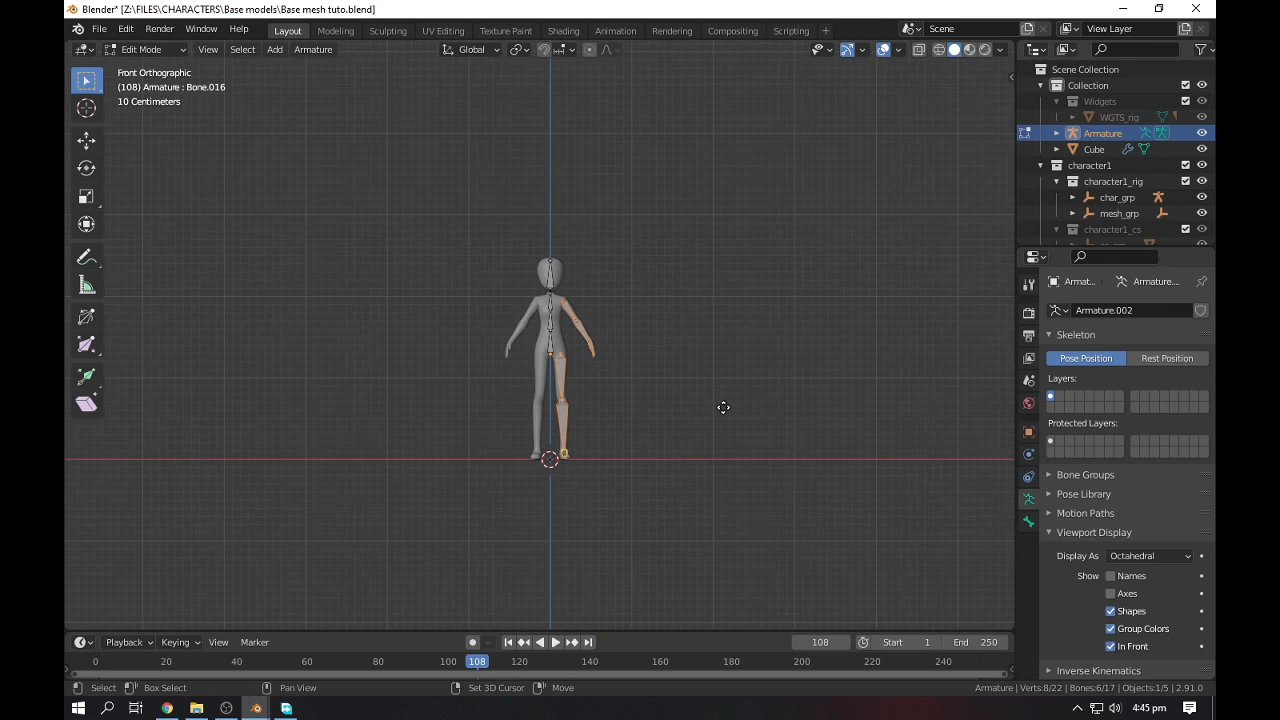 Blender* [Z:\FILES\CHARACTERS\Base models\Base mesh tuto.blend]
File Edit Render Window Help Layout Modeling Sculpting UV Editing Texture Paint Shading Animation Rendering Compositing Scripting Scene View Layer
Edit Mode View Select Add Armature Global
Front Orthographic
(108) Armature : Bone.016
10 Centimeters
Scene Collection
Collection
Widgets
WGTS_rig
Armature
Cube
character1
character1_rig
char_grp
mesh_grp
character1_cs
Armat...
Armature....
Armature.002
Skeleton
Pose Position Rest Position
Layers:
Protected Layers:
Bone Groups
Pose Library
Motion Paths
Viewport Display
Display As Octahedral
Show Names
Axes
Shapes
Group Colors
In Front
Inverse Kinematics
Playback Keying View Marker 108 Start 1 End 250
0 20 40 60 80 100 108 120 140 160 180 200 220 240
Select Box Select Pan View Set 3D Cursor Move Armature | Verts:8/22 | Bones:6/17 | Objects:1/5 | 2.91.0
4:45 pm